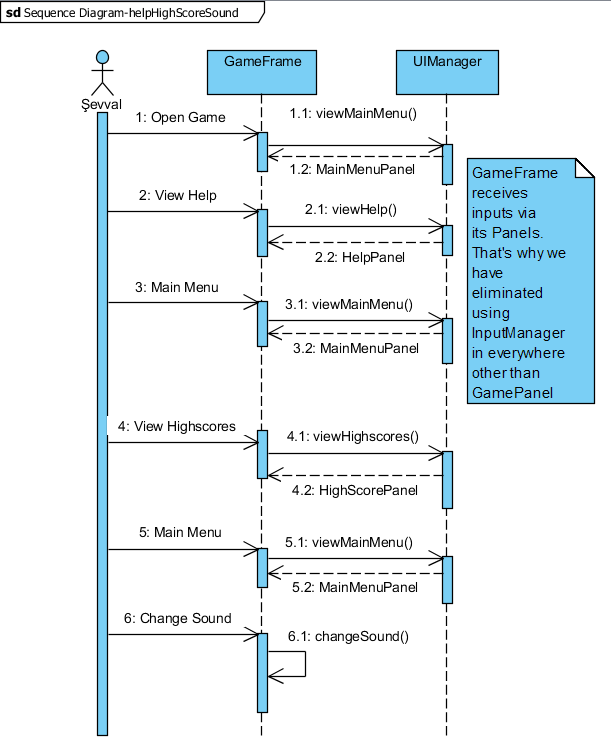 sd Sequence Diagram-helpHighScoreSound
GameFrame
UIManager
Şevval
1: Open Game
1.1: viewMainMenu()
1.2: MainMenuPanel
2: View Help
2.1: viewHelp()
2.2: HelpPanel
3: Main Menu
3.1: viewMainMenu()
3.2: MainMenuPanel
GameFrame
receives
inputs via
its Panels.
That's why we
have
eliminated
using
InputManager
in everywhere
other than
GamePanel
4: View Highscores
4.1: viewHighscores()
4.2: HighScorePanel
5: Main Menu
5.1: viewMainMenu()
5.2: MainMenuPanel
6: Change Sound
6.1: changeSound()